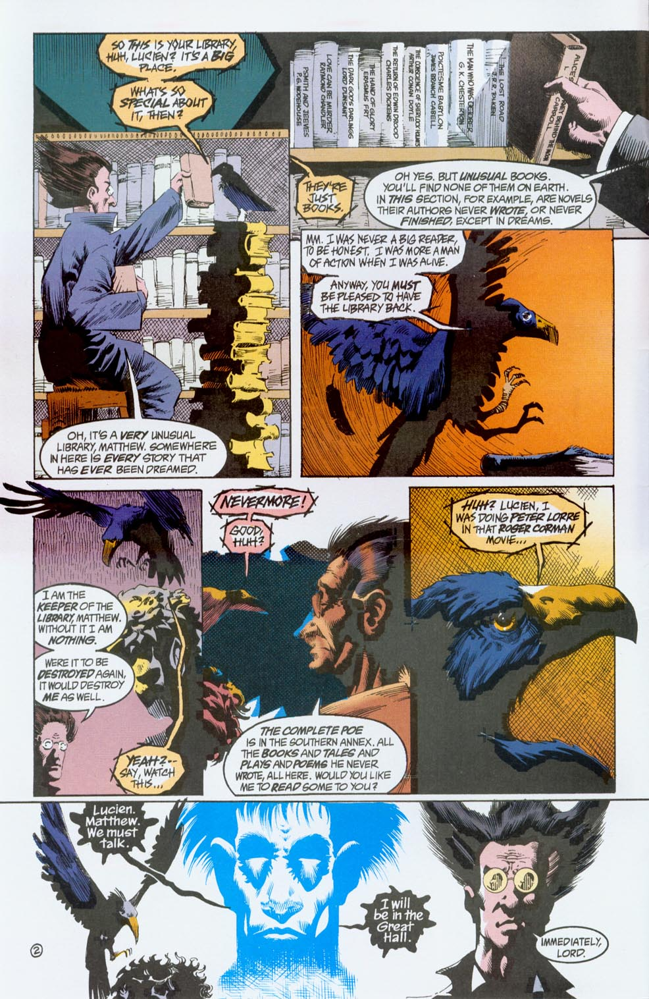 SO THIS IS YOUR LIBRARY,
HUH, LUCIEN? IT'S A BIG
PLACE.
WHAT'S SO
SPECIAL ABOUT
IT, THEN?
OH, IT'S A VERY UNUSUAL
LIBRARY, MATTHEW. SOMEWHERE
IN HERE IS EVERY STORY THAT
HAS EVER BEEN DREAMED.
PSMITH AND JEEVES
P.G. WODEHOUSE
LOVE CAN BE MURDER
RAYMOND CHANDLER
THE DARK GOD'S DARLINGS
LORD DUNSANY
THE HAND OF GLORY
ERASMUS FRY
THE RETURN OF EDWIN DROOD
CHARLES DICKENS
THE CONSCIENCE OF SHERLOCK HOLMES
ARTHUR CONAN DOYLE
POICTESME BABYLON
JAMES BRANCH CABELL
THE MAN WHO WAS OCTOBER
G.K. CHESTERTON
THE LOST ROAD
J.R.R. TOLKIEN
ALICE'S
BEHIND THE MOON
L
CARROLL
THEY'RE
JUST
BOOKS.
OH YES. BUT UNUSUAL BOOKS.
YOU'LL FIND NONE OF THEM ON EARTH.
IN THIS SECTION, FOR EXAMPLE, ARE NOVELS
THEIR AUTHORS NEVER WROTE, OR NEVER
FINISHED, EXCEPT IN DREAMS.
MM. I WAS NEVER A BIG READER,
TO BE HONEST. I WAS MORE A MAN
OF ACTION WHEN I WAS ALIVE.
ANYWAY, YOU MUST
BE PLEASED TO HAVE
THE LIBRARY BACK.
I AM THE
KEEPER OF THE
LIBRARY, MATTHEW.
WITHOUT IT I AM
NOTHING.
WERE IT TO BE
DESTROYED AGAIN,
IT WOULD DESTROY
ME AS WELL.
YEAH?--
SAY, WATCH
THIS...
NEVERMORE!
GOOD,
HUH?
THE COMPLETE POE
IS IN THE SOUTHERN ANNEX. ALL
THE BOOKS AND TALES AND
PLAYS AND POEMS HE NEVER
WROTE, ALL HERE. WOULD YOU LIKE
ME TO READ SOME TO YOU?
HUH? LUCIEN, I
WAS DOING PETER LORRE
IN THAT ROGER CORMAN
MOVIE...
Lucien.
Matthew.
We must
talk.
I will
be in the
Great
Hall.
IMMEDIATELY,
LORD.
2